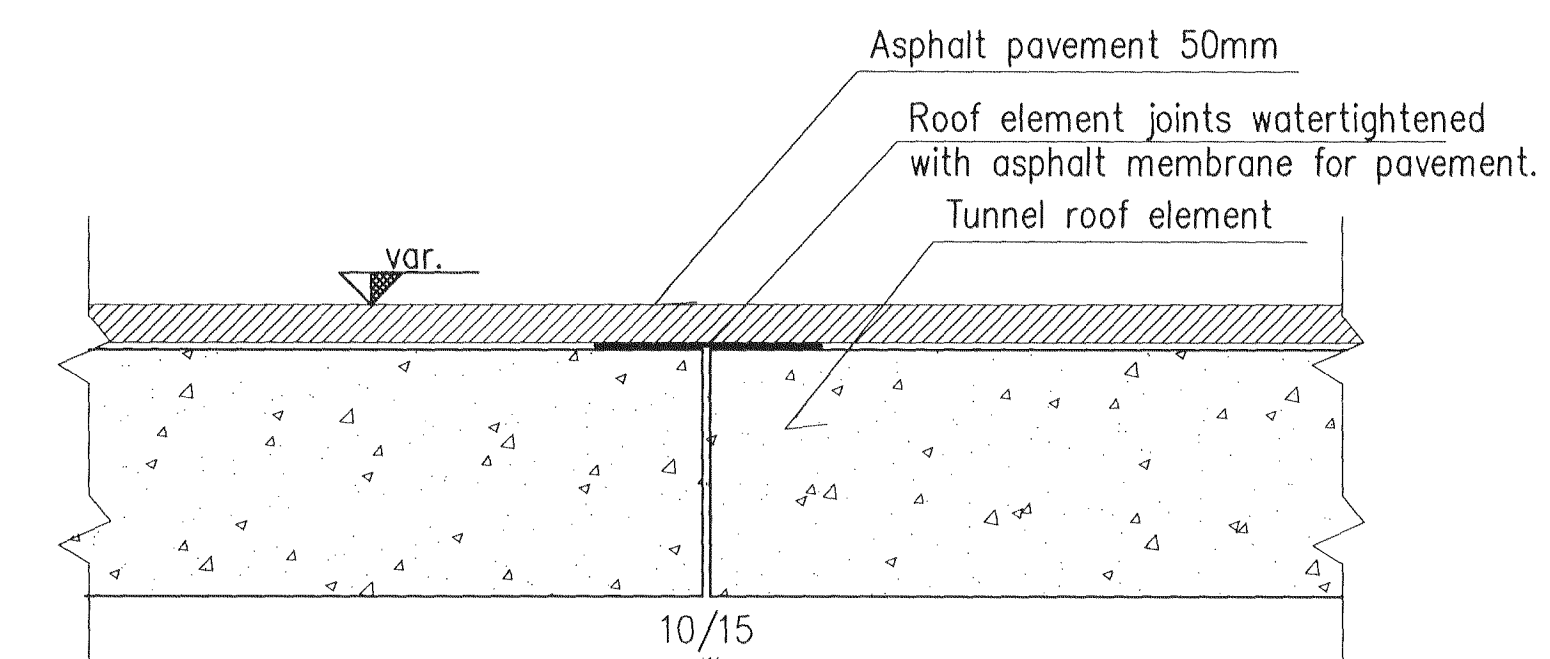 Asphalt pavement 50mm
Roof element joints watertightened
with asphalt membrane for pavement.
Tunnel roof element
var.
10/15